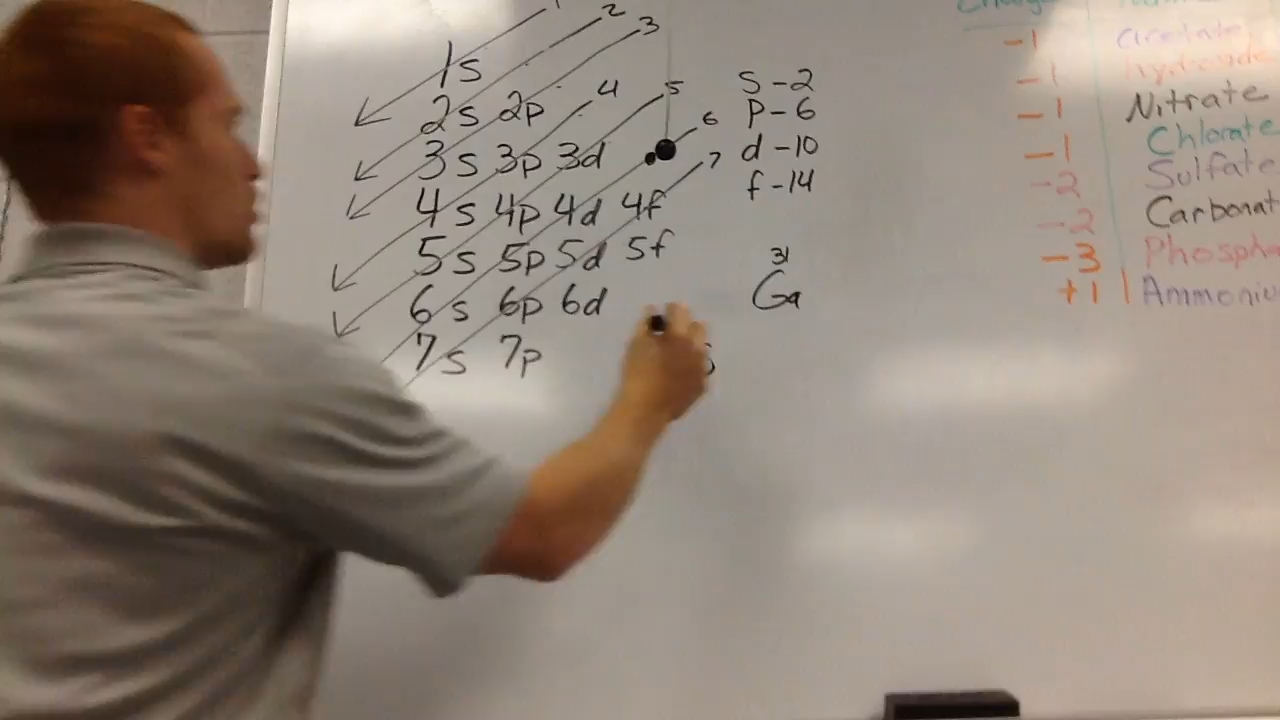 1
2
3
1s
2s 2p 4 5
3s 3p 3d 6
4s 4p 4d 4f 7
5s 5p 5d 5f
6s 6p 6d
7s 7p
s-2
p-6
d-10
f-14
31
Ga
-1
-1
-1 Nitrate
-1 Chlorate
-2 Sulfate
-2 Carbonat
-3 Phosph
+1 Ammoniu